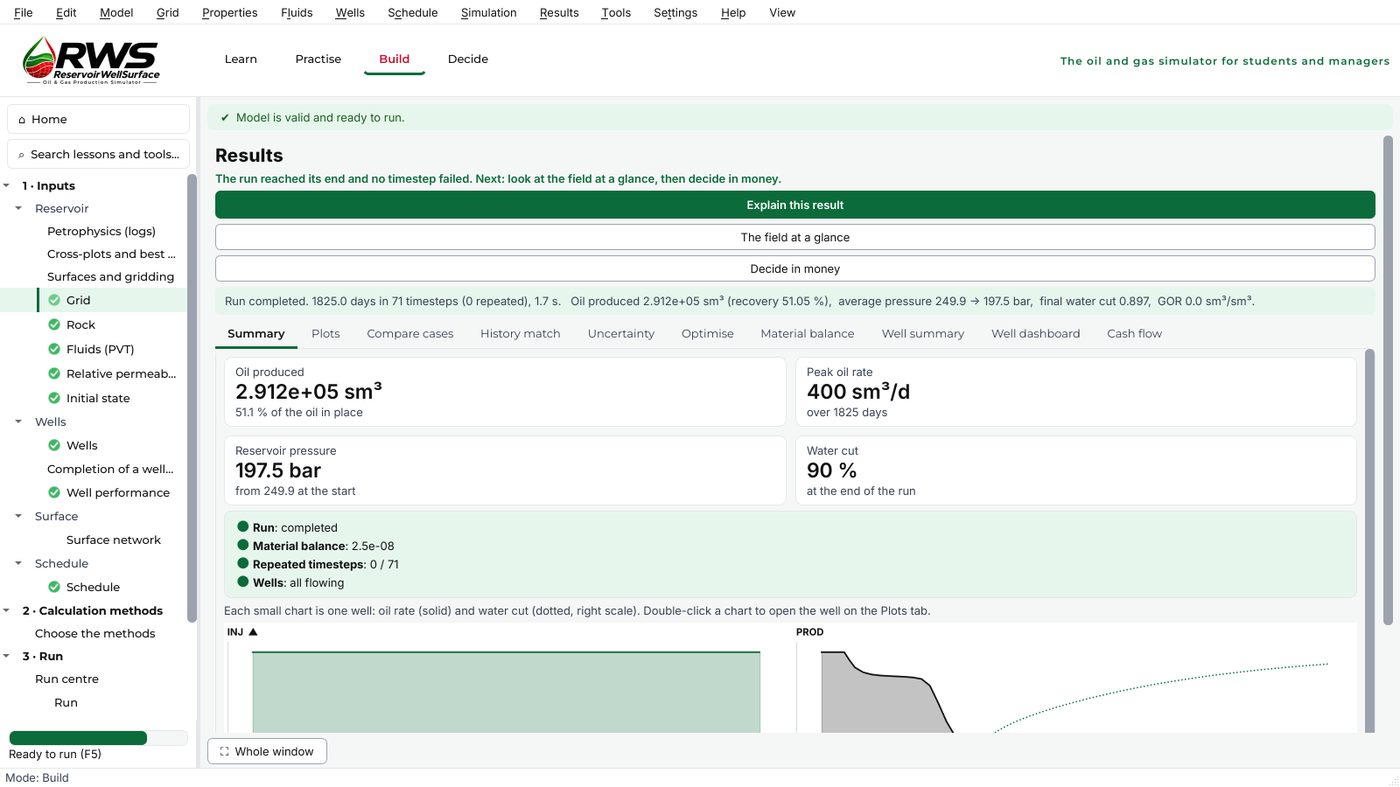 File Edit Model Grid Properties Fluids Wells Schedule Simulation Results Tools Settings Help View
RWS
ReservoirWellSurface
Oil & Gas Production Simulator
Learn Practise Build Decide
The oil and gas simulator for students and managers
Home
Search lessons and tools...
1 · Inputs
Reservoir
Petrophysics (logs)
Cross-plots and best ...
Surfaces and gridding
Grid
Rock
Fluids (PVT)
Relative permeab...
Initial state
Wells
Wells
Completion of a well...
Well performance
Surface
Surface network
Schedule
Schedule
2 · Calculation methods
Choose the methods
3 · Run
Run centre
Run
Ready to run (F5)
Mode: Build
✔ Model is valid and ready to run.
Results
The run reached its end and no timestep failed. Next: look at the field at a glance, then decide in money.
Explain this result
The field at a glance
Decide in money
Run completed. 1825.0 days in 71 timesteps (0 repeated), 1.7 s. Oil produced 2.912e+05 sm³ (recovery 51.05 %), average pressure 249.9 → 197.5 bar, final water cut 0.897, GOR 0.0 sm³/sm³.
Summary Plots Compare cases History match Uncertainty Optimise Material balance Well summary Well dashboard Cash flow
Oil produced
2.912e+05 sm³
51.1 % of the oil in place
Peak oil rate
400 sm³/d
over 1825 days
Reservoir pressure
197.5 bar
from 249.9 at the start
Water cut
90 %
at the end of the run
Run: completed
Material balance: 2.5e-08
Repeated timesteps: 0 / 71
Wells: all flowing
Each small chart is one well: oil rate (solid) and water cut (dotted, right scale). Double-click a chart to open the well on the Plots tab.
INJ ▲
PROD
Whole window